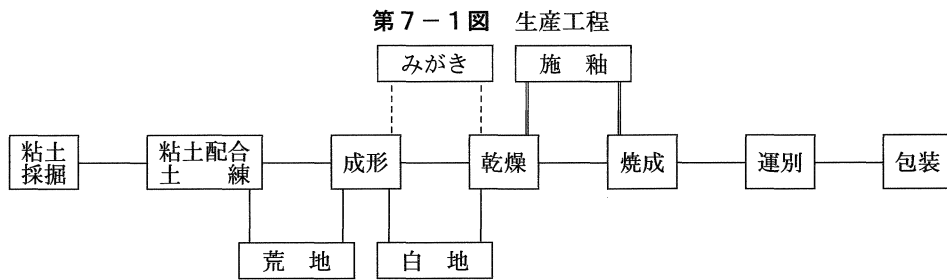 第7-1図 生産工程
みがき
施 釉
粘土
採掘
粘土配合
土 練
成形
乾燥
焼成
運別
包装
荒 地
白 地